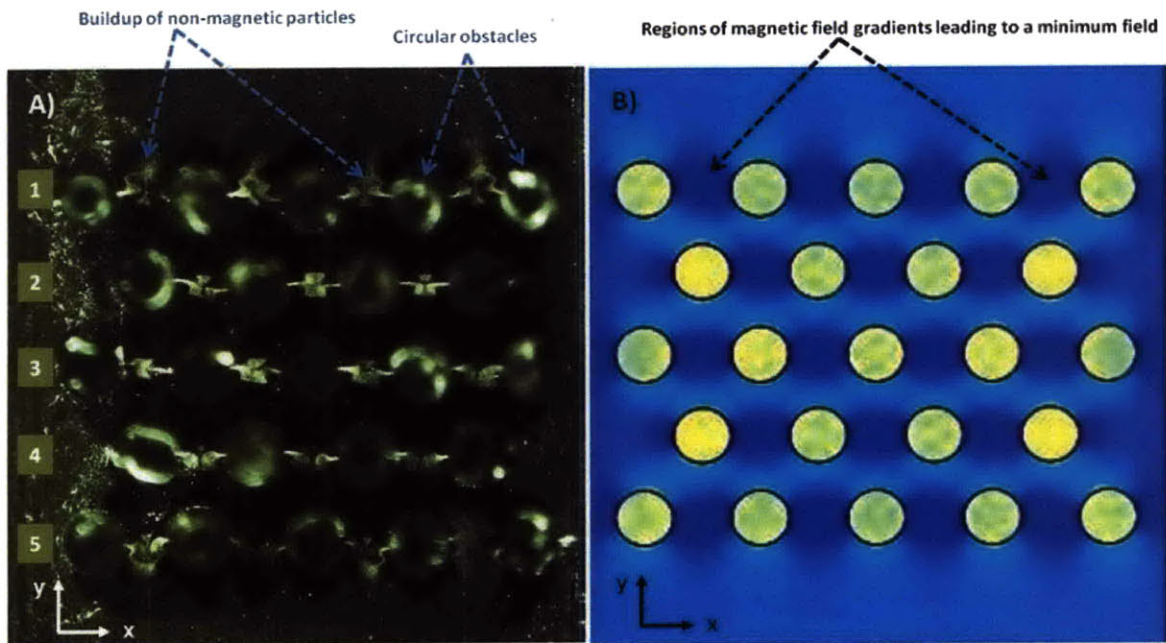 Buildup of non-magnetic particles
Circular obstacles
Regions of magnetic field gradients leading to a minimum field
A)
B)
1
2
3
4
5
y
x
y
x